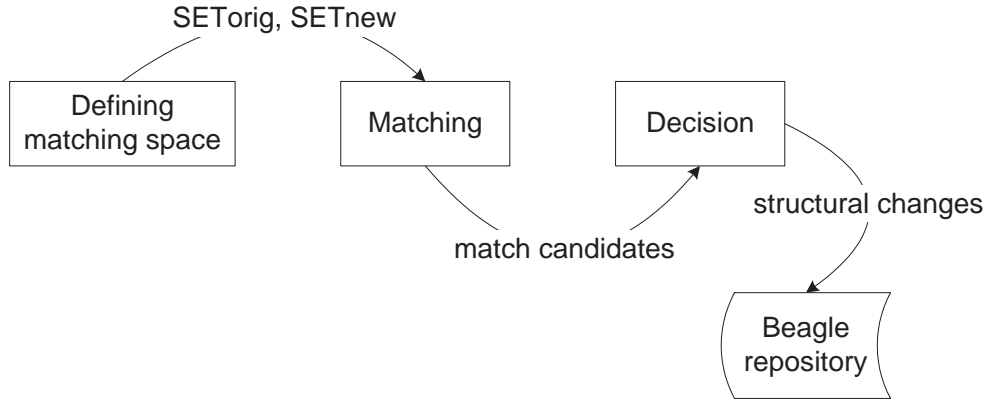 SETorig, SETnew
Defining
matching space
Matching
Decision
structural changes
match candidates
Beagle
repository